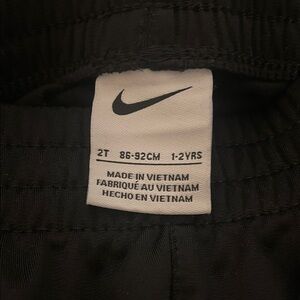 2T 86-92CM 1-2YRS
MADE IN VIETNAM
FABRIQUÉ AU VIETNAM
HECHO EN VIETNAM